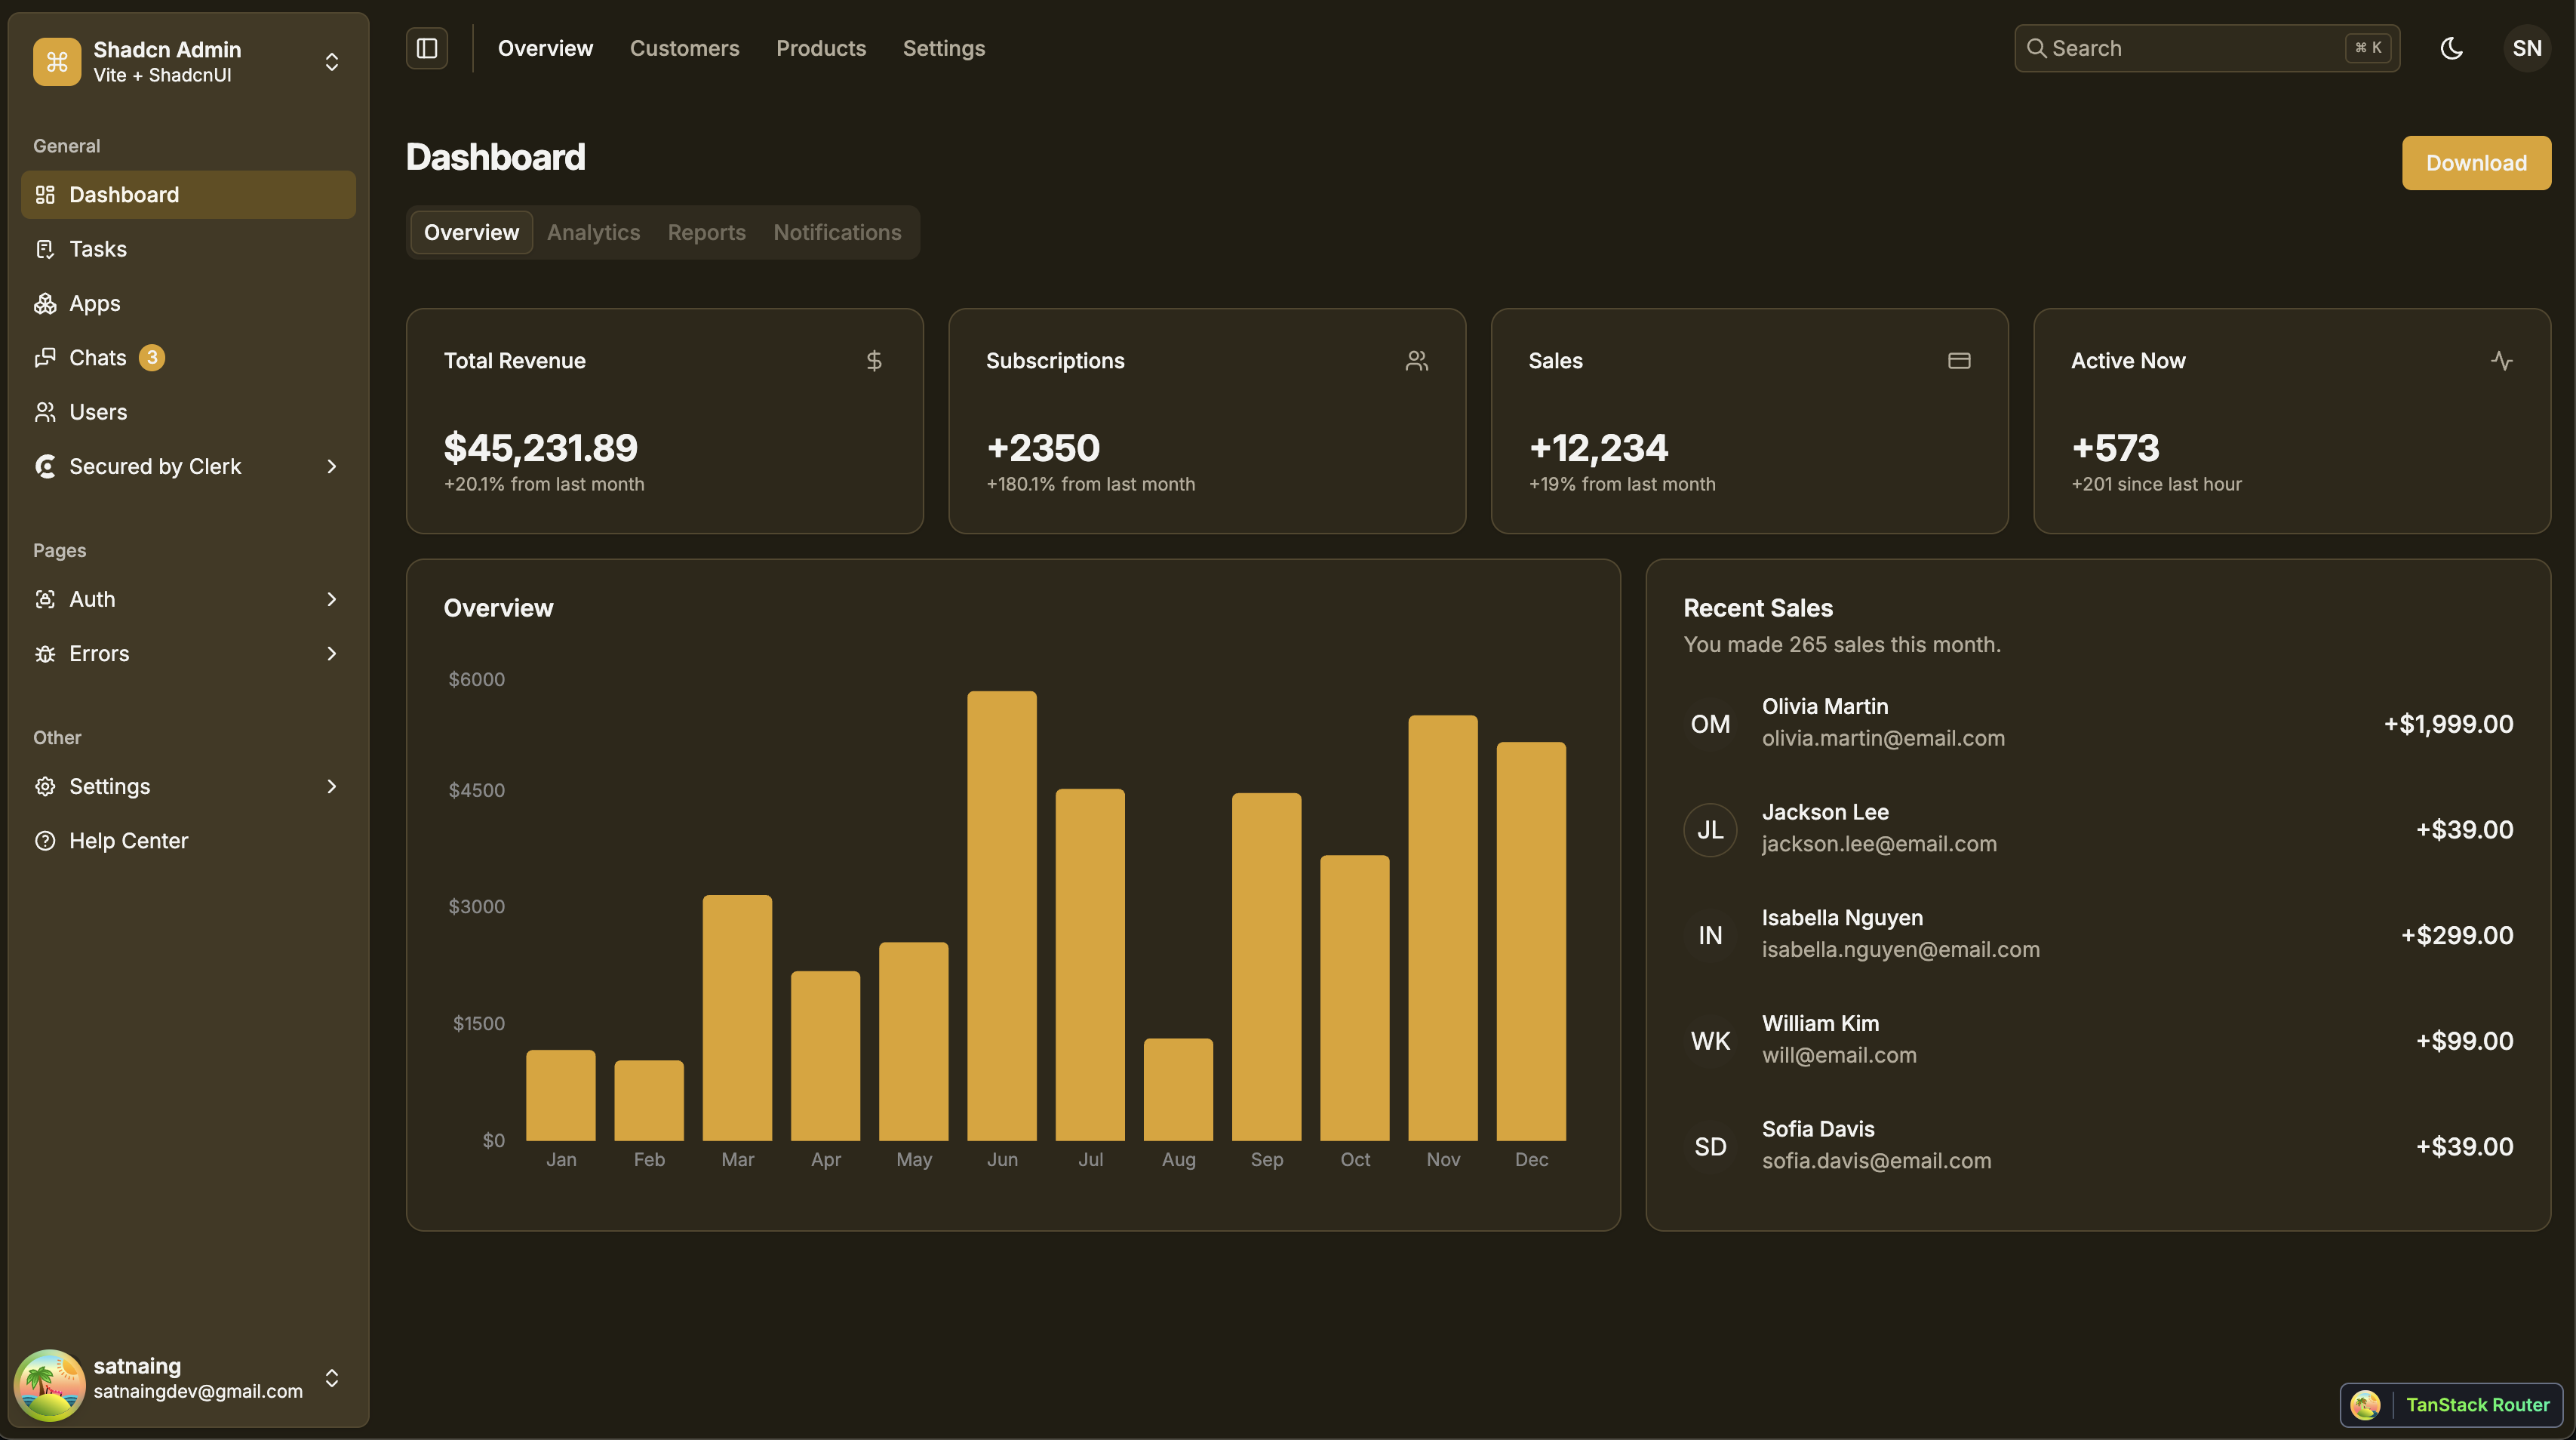 Shadcn Admin
Vite + ShadcnUI
General
Dashboard
Tasks
Apps
Chats 3
Users
Secured by Clerk
Pages
Auth
Errors
Other
Settings
Help Center
satnaing
satnaingdev@gmail.com
Overview Customers Products Settings
Search ⌘ K
SN
Dashboard
Download
Overview Analytics Reports Notifications
Total Revenue
$45,231.89
+20.1% from last month
Subscriptions
+2350
+180.1% from last month
Sales
+12,234
+19% from last month
Active Now
+573
+201 since last hour
Overview
$6000
$4500
$3000
$1500
$0
Jan Feb Mar Apr May Jun Jul Aug Sep Oct Nov Dec
Recent Sales
You made 265 sales this month.
OM
Olivia Martin
olivia.martin@email.com
+$1,999.00
JL
Jackson Lee
jackson.lee@email.com
+$39.00
IN
Isabella Nguyen
isabella.nguyen@email.com
+$299.00
WK
William Kim
will@email.com
+$99.00
SD
Sofia Davis
sofia.davis@email.com
+$39.00
TanStack Router